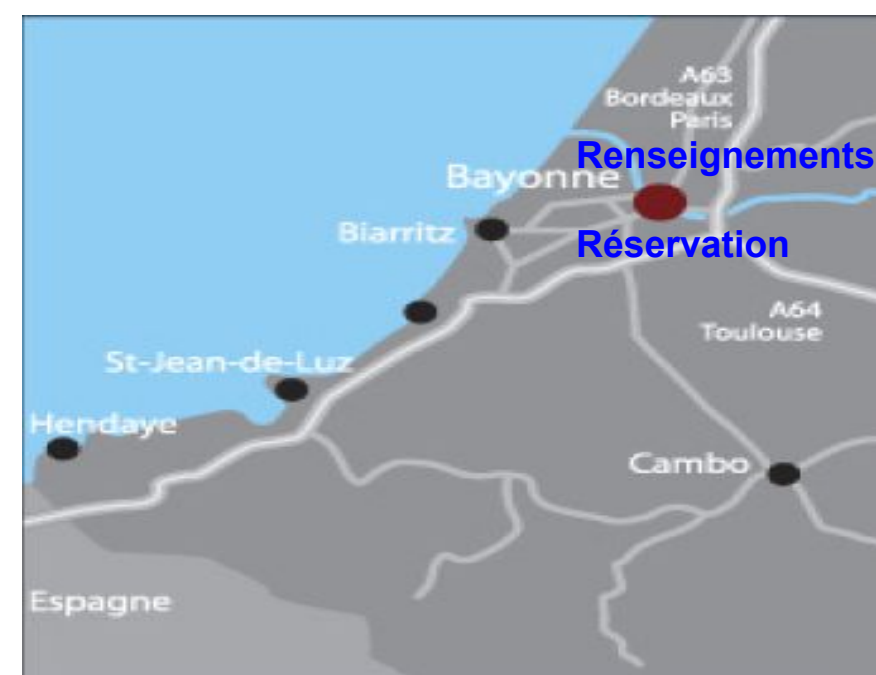 A63
Bordeaux
Paris
Renseignements
Bayonne
Biarritz
Réservation
A64
Toulouse
St-Jean-de-Luz
Hendaye
Cambo
Espagne